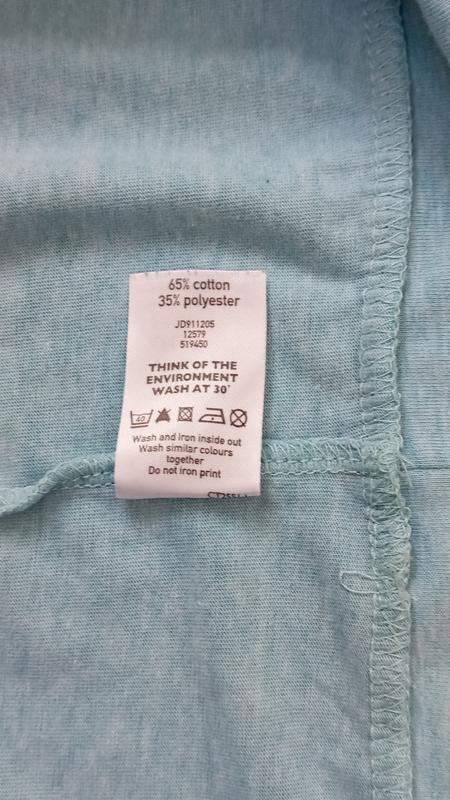 65% cotton
35% polyester
JD911205
12579
519450
THINK OF THE
ENVIRONMENT
WASH AT 30°
40
Wash and iron inside out
Wash similar colours
together
Do not iron print